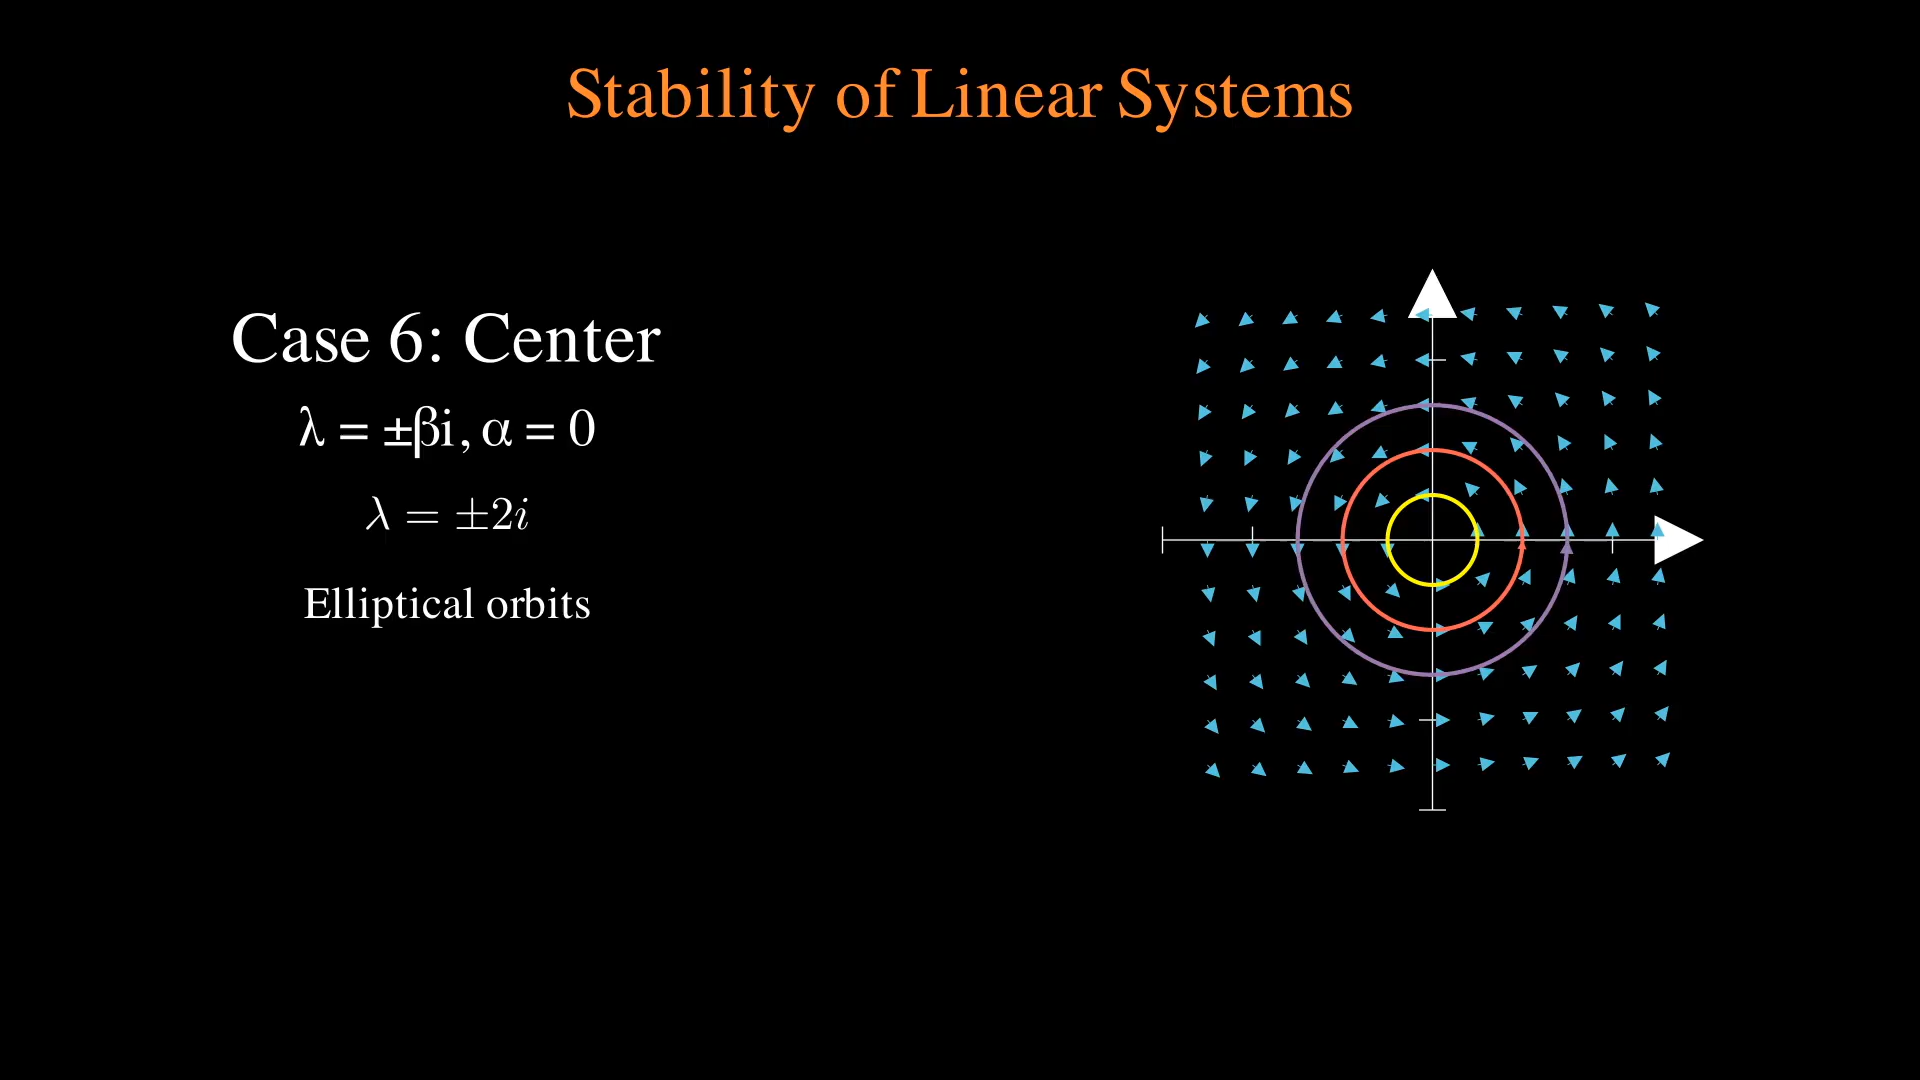 Stability of Linear Systems
Case 6: Center
λ = ±βi, α = 0
λ = ±2i
Elliptical orbits